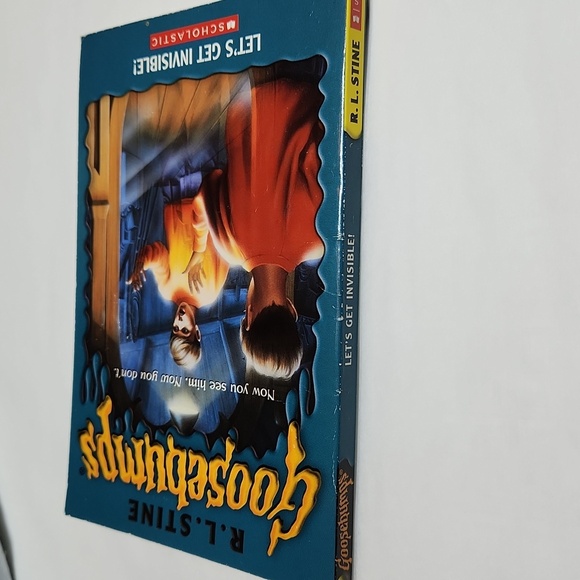 R.L. STINE
Goosebumps
Now you see him. Now you don't.
LET'S GET INVISIBLE!
SCHOLASTIC
Goosebumps
LET'S GET INVISIBLE!
R. L. STINE